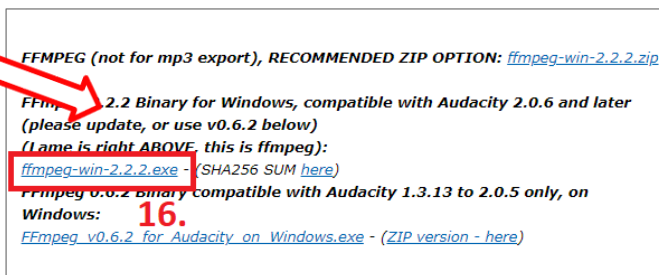 FFMPEG (not for mp3 export), RECOMMENDED ZIP OPTION: ffmpeg-win-2.2.2.zip
FFmpeg 2.2.2 Binary for Windows, compatible with Audacity 2.0.6 and later
(please update, or use v0.6.2 below)
(Lame is right ABOVE, this is ffmpeg):
ffmpeg-win-2.2.2.exe - (SHA256 SUM here)
FFmpeg 0.6.2 Binary compatible with Audacity 1.3.13 to 2.0.5 only, on
Windows:
16.
FFmpeg_v0.6.2_for_Audacity_on_Windows.exe - (ZIP version - here)